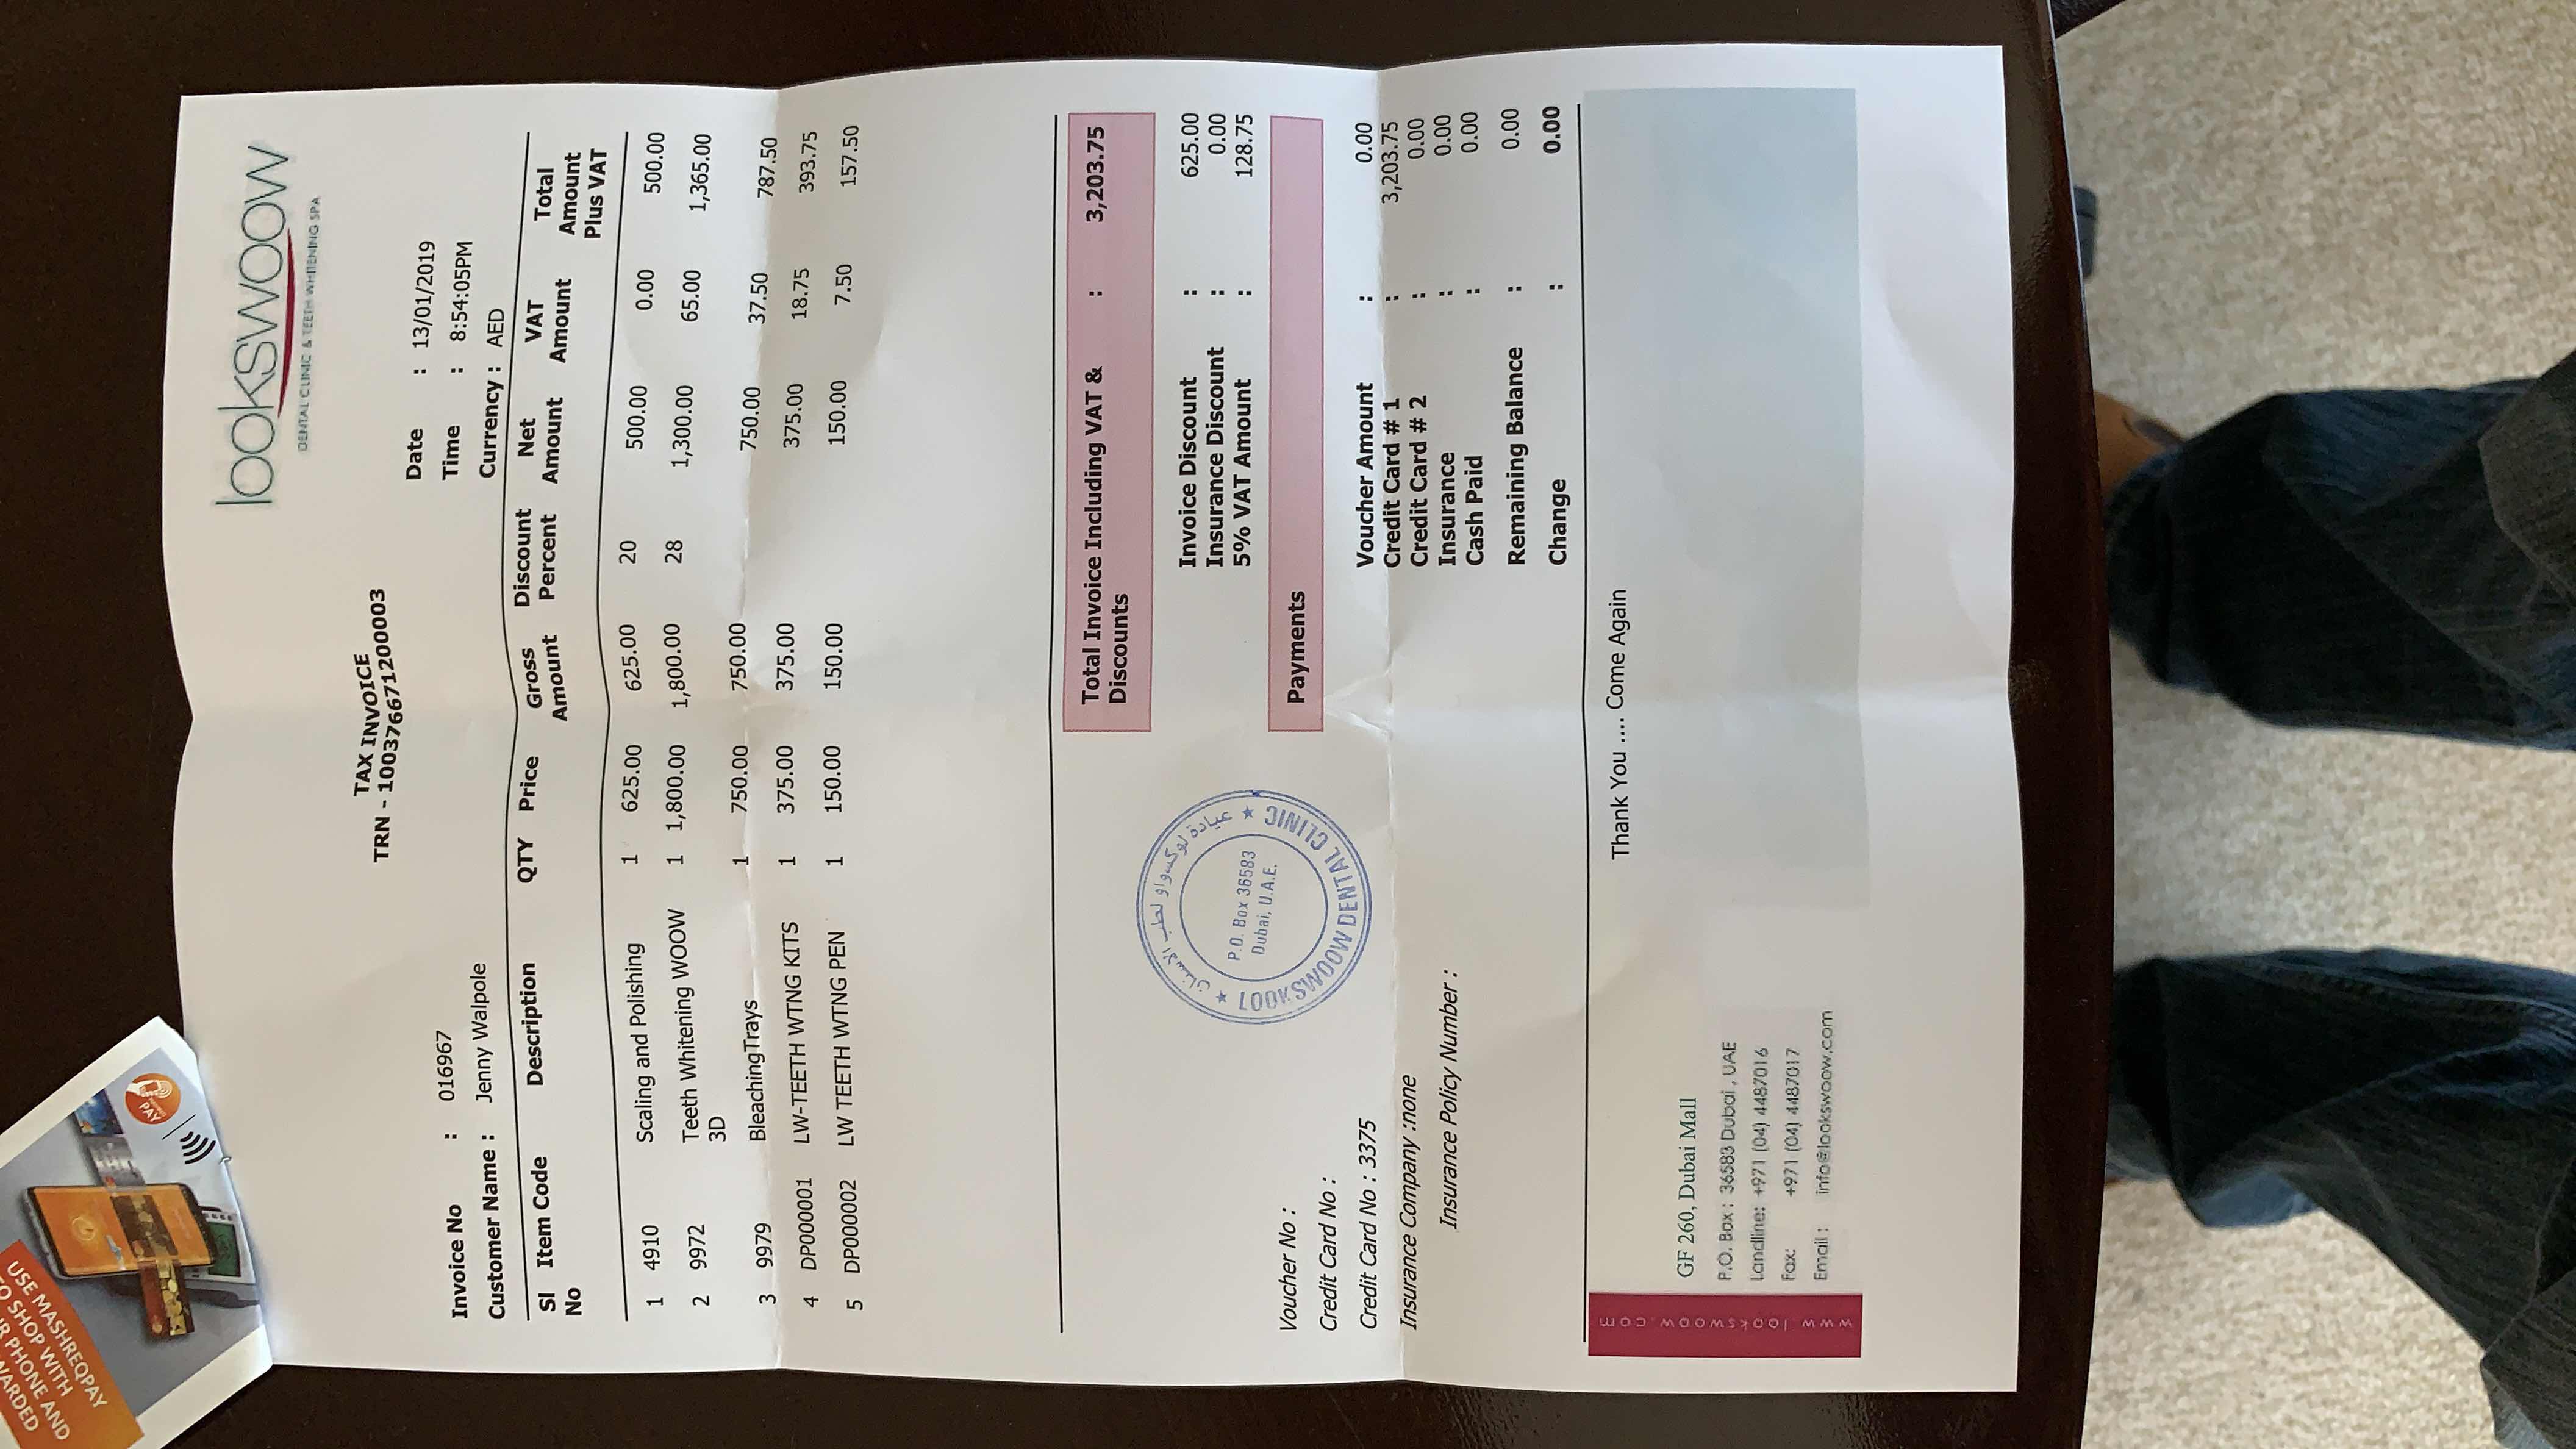 USE MASHREQPAY
TO SHOP WITH
PHONE AND
PAY
lookswoow
DENTAL CLINIC & TEETH WHITENING SPA
TAX INVOICE
TRN - 100376671200003
Date : 13/01/2019
Invoice No : 016967
Time : 8:54:05PM
Customer Name : Jenny Walpole
Currency : AED
Sl No Item Code Description QTY Price Gross Amount Discount Percent Net Amount VAT Amount Total Amount Plus VAT
1 4910 Scaling and Polishing 1 625.00 625.00 20 500.00 0.00 500.00
2 9972 Teeth Whitening WOOW 1 1,800.00 1,800.00 28 1,300.00 65.00 1,365.00
3D
3 9979 BleachingTrays 1 750.00 750.00 750.00 37.50 787.50
4 DP000001 LW-TEETH WTNG KITS 1 375.00 375.00 375.00 18.75 393.75
5 DP000002 LW TEETH WTNG PEN 1 150.00 150.00 150.00 7.50 157.50
Total Invoice Including VAT & : 3,203.75
Discounts
عيادة لوكسواو لطب الاسنان
P.O. Box 36583
Dubai, U.A.E.
LOOKSWOOW DENTAL CLINIC
Invoice Discount : 625.00
Insurance Discount : 0.00
5% VAT Amount : 128.75
Payments
Voucher No :
Credit Card No :
Credit Card No : 3375
Insurance Company :none
Insurance Policy Number :
Voucher Amount : 0.00
Credit Card # 1 : 3,203.75
Credit Card # 2 : 0.00
Insurance : 0.00
Cash Paid : 0.00
Remaining Balance : 0.00
Change : 0.00
Thank You .... Come Again
www.lookswoow.com
GF 260, Dubai Mall
P.O. Box : 36583 Dubai , UAE
Landline: +971 (04) 4487016
Fax: +971 (04) 4487017
Email : info@lookswoow.com